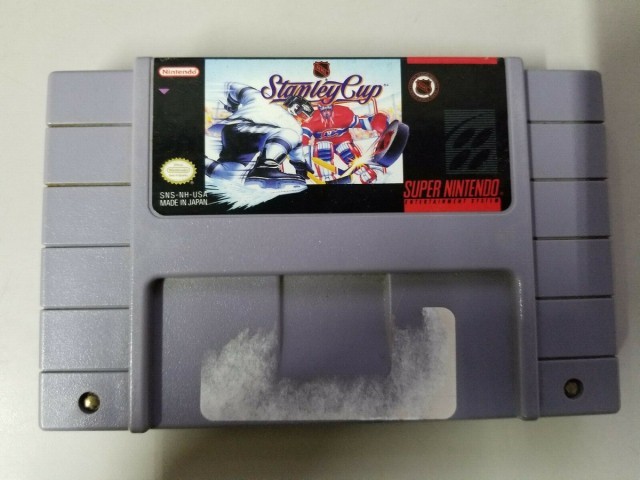 Nintendo
Stanley Cup
SNS-NH-USA
MADE IN JAPAN
SUPER NINTENDO
ENTERTAINMENT SYSTEM